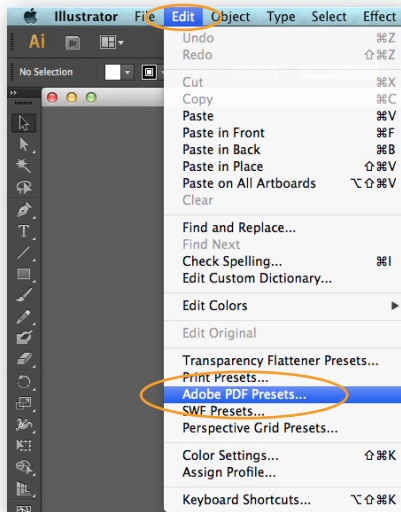 Illustrator File Edit Object Type Select Effect
Ai Br
No Selection
Undo ⌘Z
Redo ⇧⌘Z
Cut ⌘X
Copy ⌘C
Paste ⌘V
Paste in Front ⌘F
Paste in Back ⌘B
Paste in Place ⇧⌘V
Paste on All Artboards ⌥⇧⌘V
Clear
Find and Replace...
Find Next
Check Spelling... ⌘I
Edit Custom Dictionary...
Edit Colors
Edit Original
Transparency Flattener Presets...
Print Presets...
Adobe PDF Presets...
SWF Presets...
Perspective Grid Presets...
Color Settings... ⇧⌘K
Assign Profile...
Keyboard Shortcuts... ⌥⇧⌘K